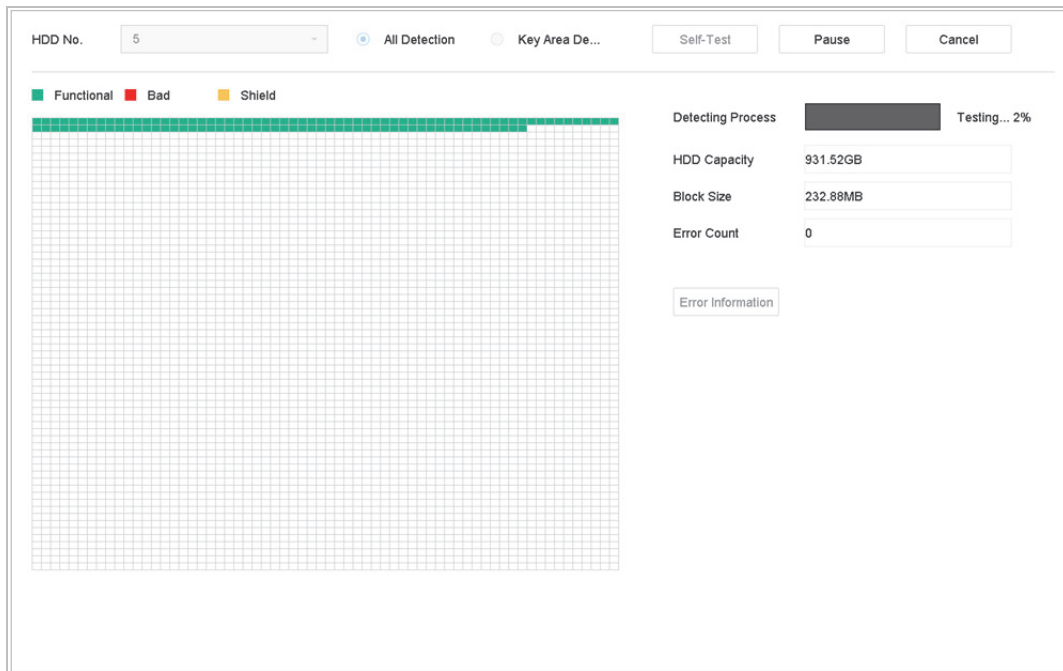 HDD No. 5 All Detection Key Area De... Self-Test Pause Cancel
Functional Bad Shield
Detecting Process Testing... 2%
HDD Capacity 931.52GB
Block Size 232.88MB
Error Count 0
Error Information